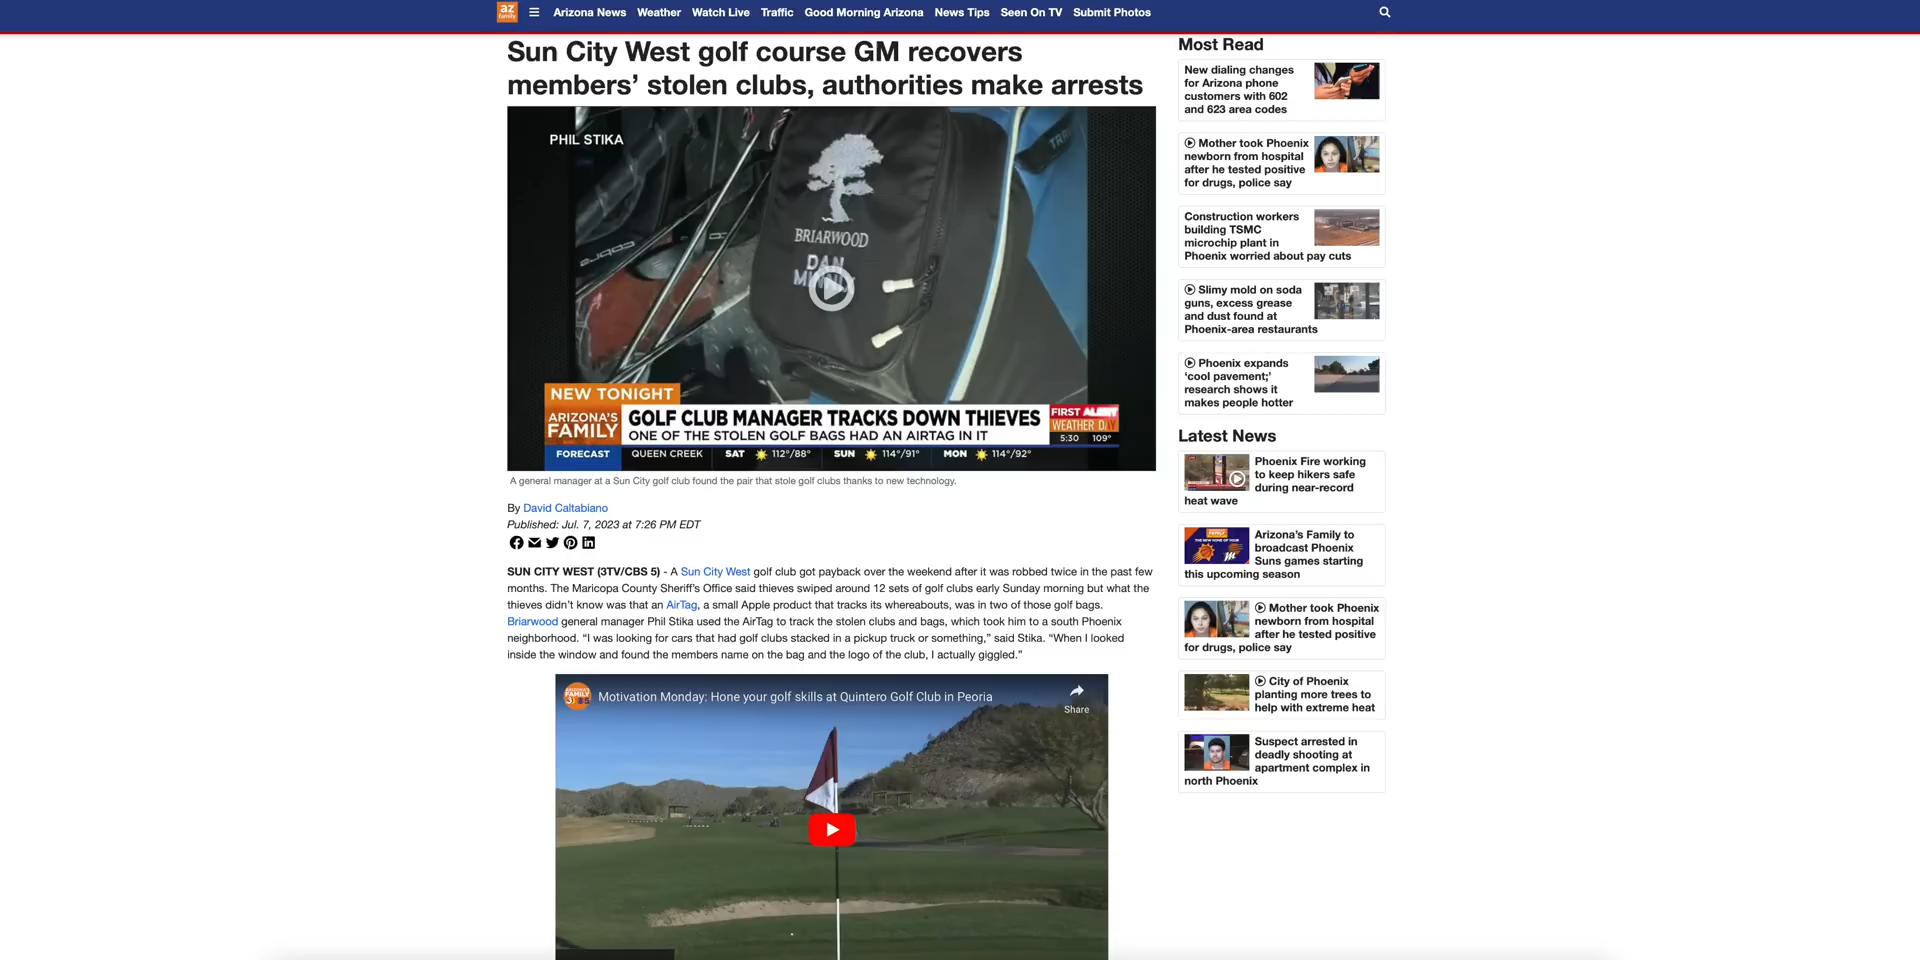 az
family
Arizona News Weather Watch Live Traffic Good Morning Arizona News Tips Seen On TV Submit Photos
Sun City West golf course GM recovers
members’ stolen clubs, authorities make arrests
PHIL STIKA
BRIARWOOD
DAN
NEW TONIGHT
ARIZONA'S
FAMILY
GOLF CLUB MANAGER TRACKS DOWN THIEVES
ONE OF THE STOLEN GOLF BAGS HAD AN AIRTAG IN IT
FIRST ALERT
WEATHER DAY
5:30 109°
FORECAST QUEEN CREEK SAT 112°/88° SUN 114°/91° MON 114°/92°
A general manager at a Sun City golf club found the pair that stole golf clubs thanks to new technology.
By David Caltabiano
Published: Jul. 7, 2023 at 7:26 PM EDT
SUN CITY WEST (3TV/CBS 5) - A Sun City West golf club got payback over the weekend after it was robbed twice in the past few
months. The Maricopa County Sheriff’s Office said thieves swiped around 12 sets of golf clubs early Sunday morning but what the
thieves didn’t know was that an AirTag, a small Apple product that tracks its whereabouts, was in two of those golf bags.
Briarwood general manager Phil Stika used the AirTag to track the stolen clubs and bags, which took him to a south Phoenix
neighborhood. “I was looking for cars that had golf clubs stacked in a pickup truck or something,” said Stika. “When I looked
inside the window and found the members name on the bag and the logo of the club, I actually giggled.”
Motivation Monday: Hone your golf skills at Quintero Golf Club in Peoria
Share
Most Read
New dialing changes
for Arizona phone
customers with 602
and 623 area codes
Mother took Phoenix
newborn from hospital
after he tested positive
for drugs, police say
Construction workers
building TSMC
microchip plant in
Phoenix worried about pay cuts
Slimy mold on soda
guns, excess grease
and dust found at
Phoenix-area restaurants
Phoenix expands
‘cool pavement;’
research shows it
makes people hotter
Latest News
Phoenix Fire working
to keep hikers safe
during near-record
heat wave
Arizona’s Family to
broadcast Phoenix
Suns games starting
this upcoming season
Mother took Phoenix
newborn from hospital
after he tested positive
for drugs, police say
City of Phoenix
planting more trees to
help with extreme heat
Suspect arrested in
deadly shooting at
apartment complex in
north Phoenix